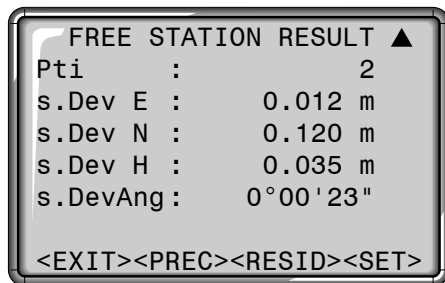 FREE STATION RESULT ▲
Pti : 2
s.Dev E : 0.012 m
s.Dev N : 0.120 m
s.Dev H : 0.035 m
s.DevAng: 0°00'23"
<EXIT><PREC><RESID><SET>